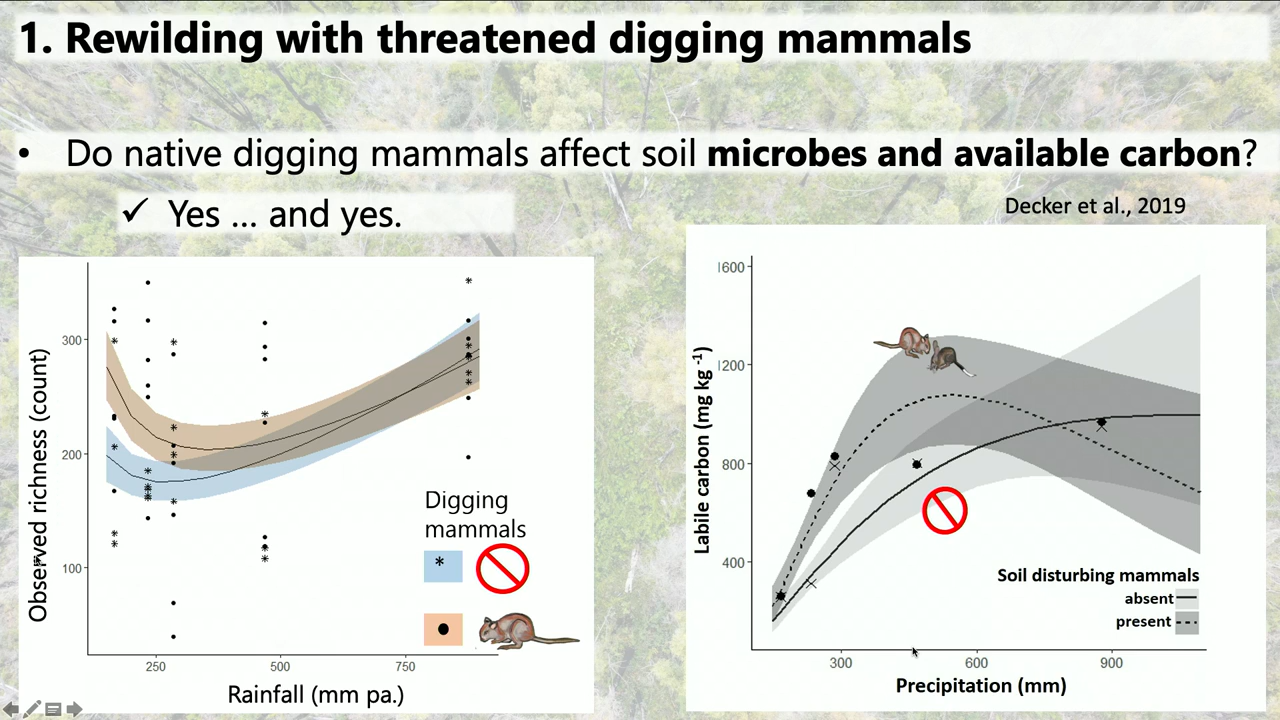 1. Rewilding with threatened digging mammals
• Do native digging mammals affect soil microbes and available carbon?
✓ Yes ... and yes.
Decker et al., 2019
Observed richness (count)
300
200
100
250
500
750
Rainfall (mm pa.)
Digging
mammals
*
Labile carbon (mg kg⁻¹)
1600
1200
800
400
300
600
900
Precipitation (mm)
Soil disturbing mammals
absent
present